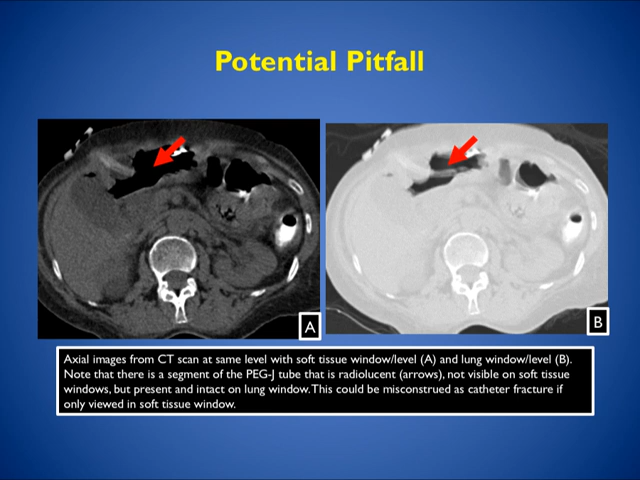 Potential Pitfall
A
B
Axial images from CT scan at same level with soft tissue window/level (A) and lung window/level (B).
Note that there is a segment of the PEG-J tube that is radiolucent (arrows), not visible on soft tissue
windows, but present and intact on lung window. This could be misconstrued as catheter fracture if
only viewed in soft tissue window.